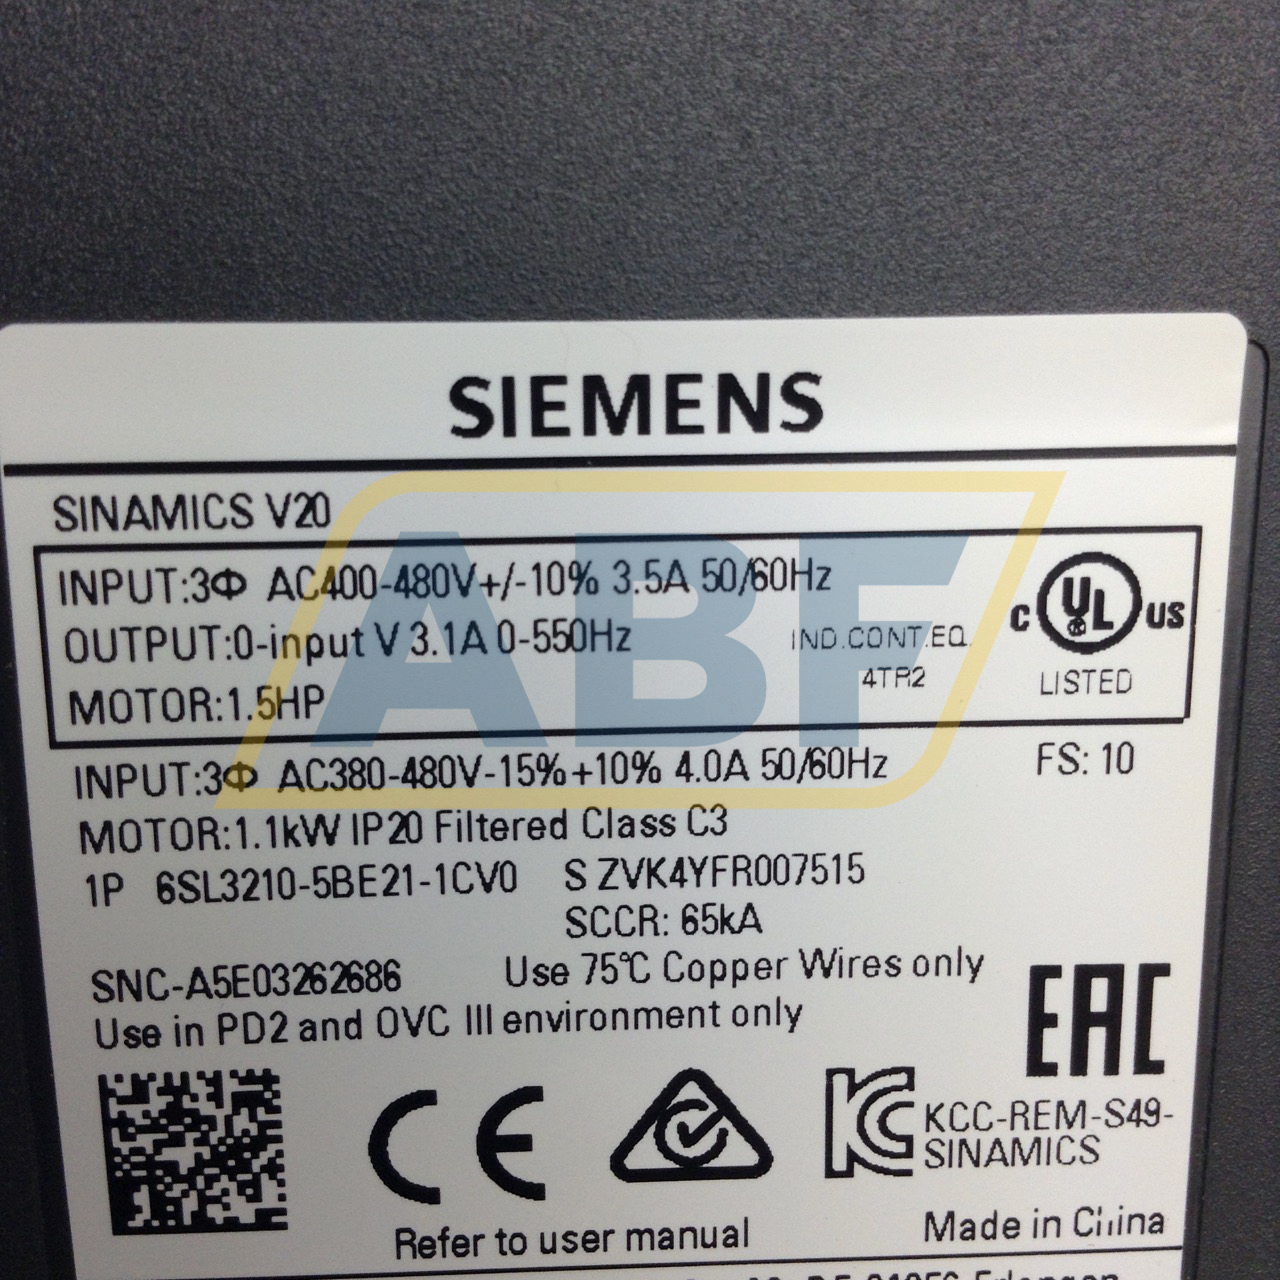 SIEMENS
SINAMICS V20
INPUT:3Φ AC400-480V+/-10% 3.5A 50/60Hz
OUTPUT:0-input V 3.1A 0-550Hz
MOTOR:1.5HP
IND.CONT.EQ.
4TR2
C UL US
LISTED
ABF
INPUT:3Φ AC380-480V-15%+10% 4.0A 50/60Hz
FS: 10
MOTOR:1.1kW IP20 Filtered Class C3
1P 6SL3210-5BE21-1CV0 S ZVK4YFR007515
SCCR: 65kA
SNC-A5E03262686 Use 75℃ Copper Wires only
Use in PD2 and OVC III environment only
EAC
CE
KC
KCC-REM-S49-
SINAMICS
Refer to user manual
Made in China
Erlangen